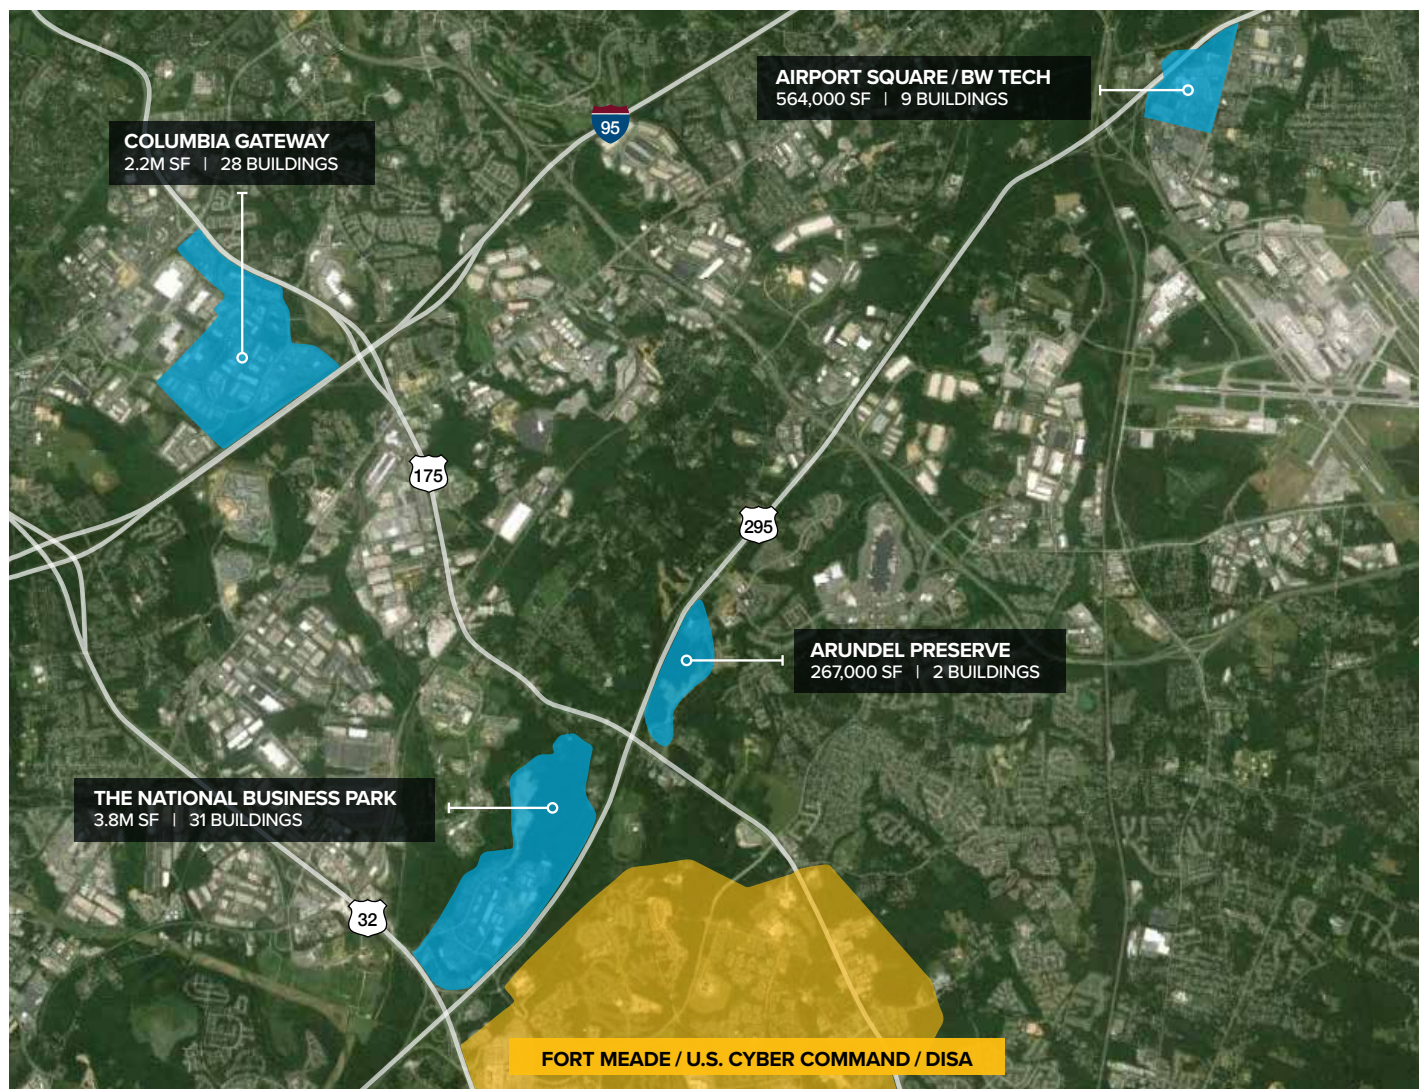 AIRPORT SQUARE / BW TECH
564,000 SF | 9 BUILDINGS
95
COLUMBIA GATEWAY
2.2M SF | 28 BUILDINGS
175
295
ARUNDEL PRESERVE
267,000 SF | 2 BUILDINGS
THE NATIONAL BUSINESS PARK
3.8M SF | 31 BUILDINGS
32
FORT MEADE / U.S. CYBER COMMAND / DISA